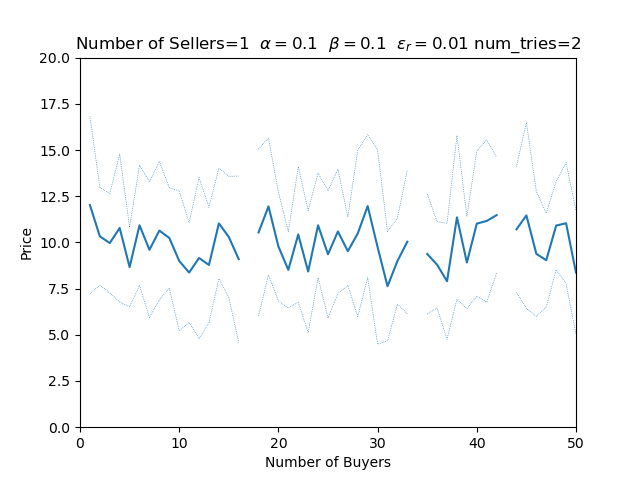 Number of Sellers=1 α = 0.1 β = 0.1 εr = 0.01 num_tries=2
20.0
17.5
15.0
12.5
10.0
7.5
5.0
2.5
0.0
Price
0 10 20 30 40 50
Number of Buyers